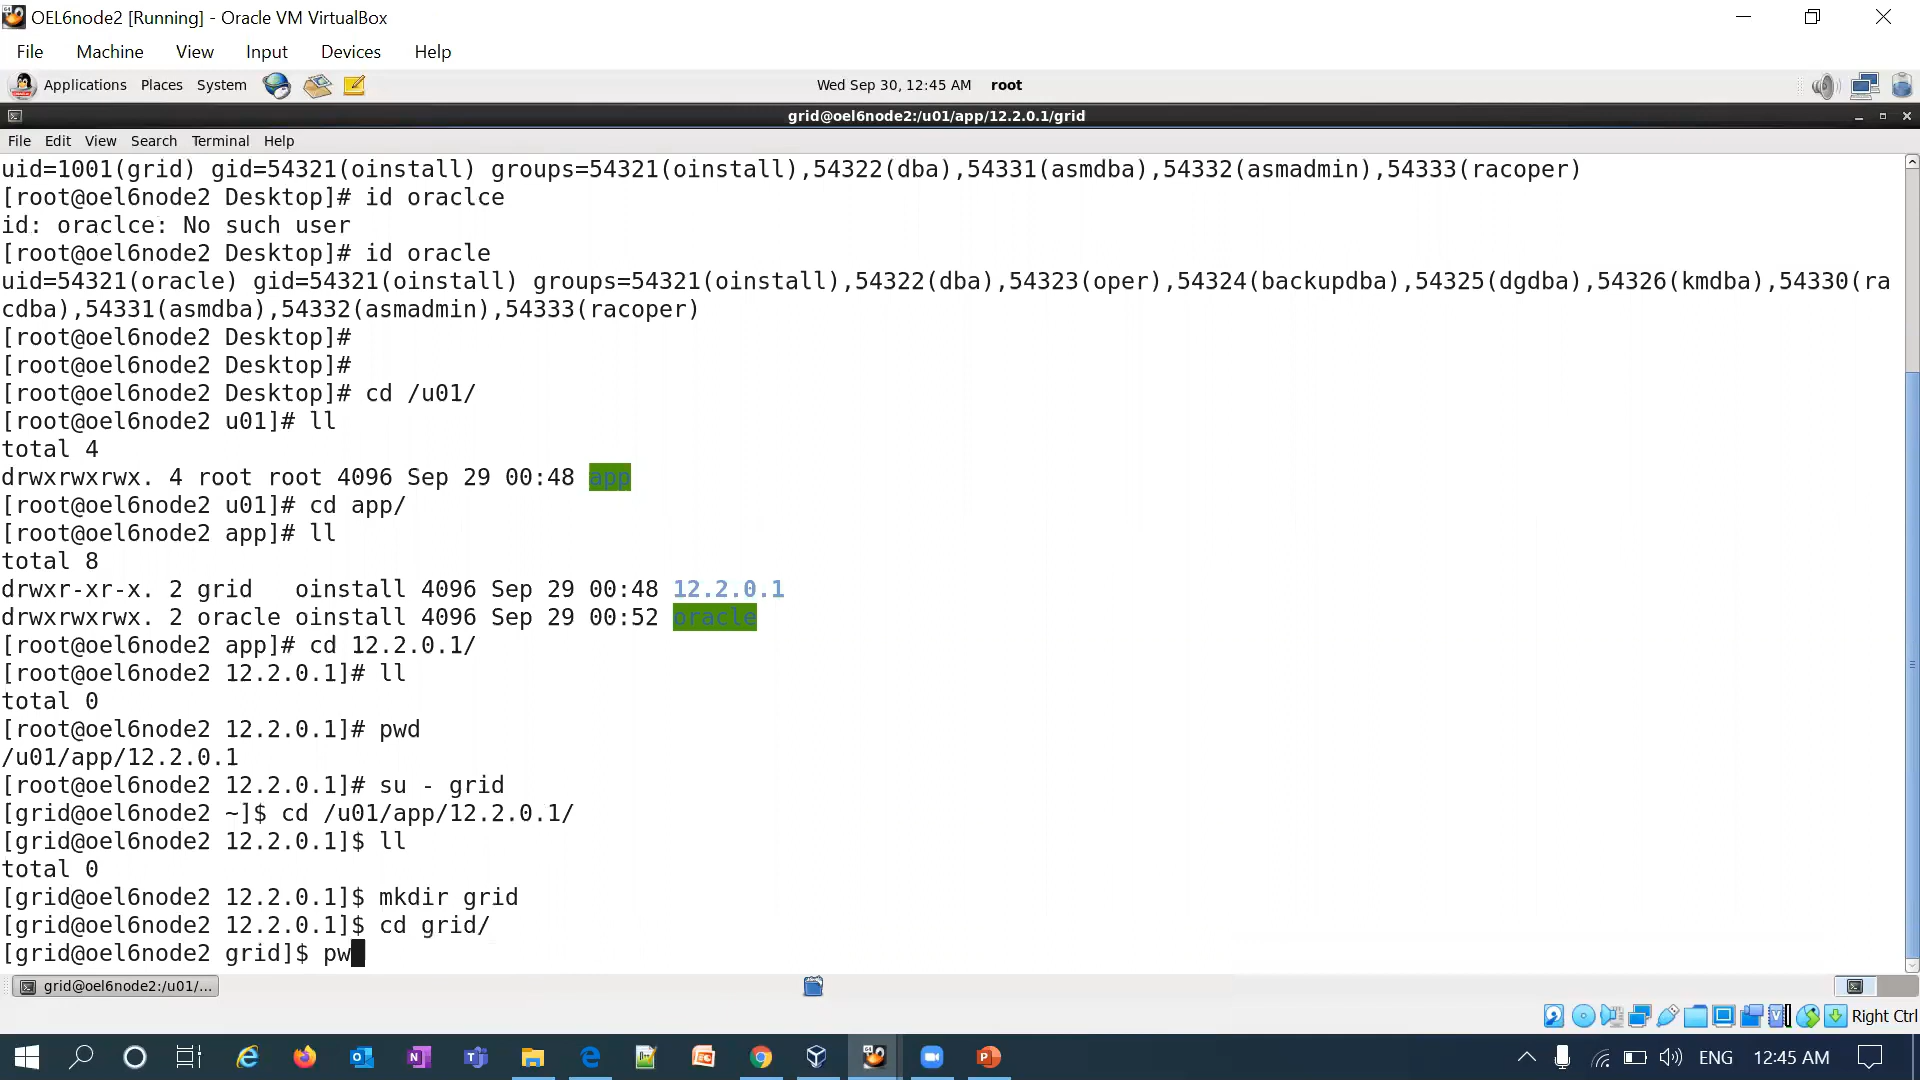 OEL6node2 [Running] - Oracle VM VirtualBox
File Machine View Input Devices Help
Applications Places System Wed Sep 30, 12:45 AM root
grid@oel6node2:/u01/app/12.2.0.1/grid
File Edit View Search Terminal Help
uid=1001(grid) gid=54321(oinstall) groups=54321(oinstall),54322(dba),54331(asmdba),54332(asmadmin),54333(racoper)
[root@oel6node2 Desktop]# id oraclce
id: oraclce: No such user
[root@oel6node2 Desktop]# id oracle
uid=54321(oracle) gid=54321(oinstall) groups=54321(oinstall),54322(dba),54323(oper),54324(backupdba),54325(dgdba),54326(kmdba),54330(ra
cdba),54331(asmdba),54332(asmadmin),54333(racoper)
[root@oel6node2 Desktop]#
[root@oel6node2 Desktop]#
[root@oel6node2 Desktop]# cd /u01/
[root@oel6node2 u01]# ll
total 4
drwxrwxrwx. 4 root root 4096 Sep 29 00:48 app
[root@oel6node2 u01]# cd app/
[root@oel6node2 app]# ll
total 8
drwxr-xr-x. 2 grid   oinstall 4096 Sep 29 00:48 12.2.0.1
drwxrwxrwx. 2 oracle oinstall 4096 Sep 29 00:52 oracle
[root@oel6node2 app]# cd 12.2.0.1/
[root@oel6node2 12.2.0.1]# ll
total 0
[root@oel6node2 12.2.0.1]# pwd
/u01/app/12.2.0.1
[root@oel6node2 12.2.0.1]# su - grid
[grid@oel6node2 ~]$ cd /u01/app/12.2.0.1/
[grid@oel6node2 12.2.0.1]$ ll
total 0
[grid@oel6node2 12.2.0.1]$ mkdir grid
[grid@oel6node2 12.2.0.1]$ cd grid/
[grid@oel6node2 grid]$ pw
grid@oel6node2:/u01/...
Right Ctrl
ENG 12:45 AM